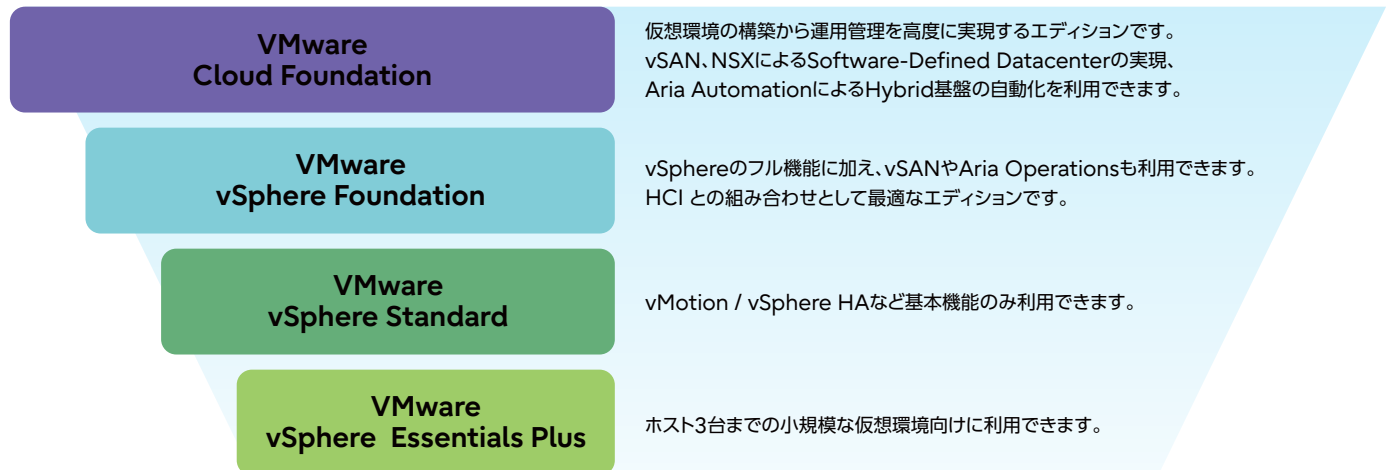 VMware
Cloud Foundation
仮想環境の構築から運用管理を高度に実現するエディションです。
vSAN、NSXによるSoftware-Defined Datacenterの実現、
Aria AutomationによるHybrid基盤の自動化を利用できます。
VMware
vSphere Foundation
vSphereのフル機能に加え、vSANやAria Operationsも利用できます。
HCI との組み合わせとして最適なエディションです。
VMware
vSphere Standard
vMotion / vSphere HAなど基本機能のみ利用できます。
VMware
vSphere Essentials Plus
ホスト3台までの小規模な仮想環境向けに利用できます。